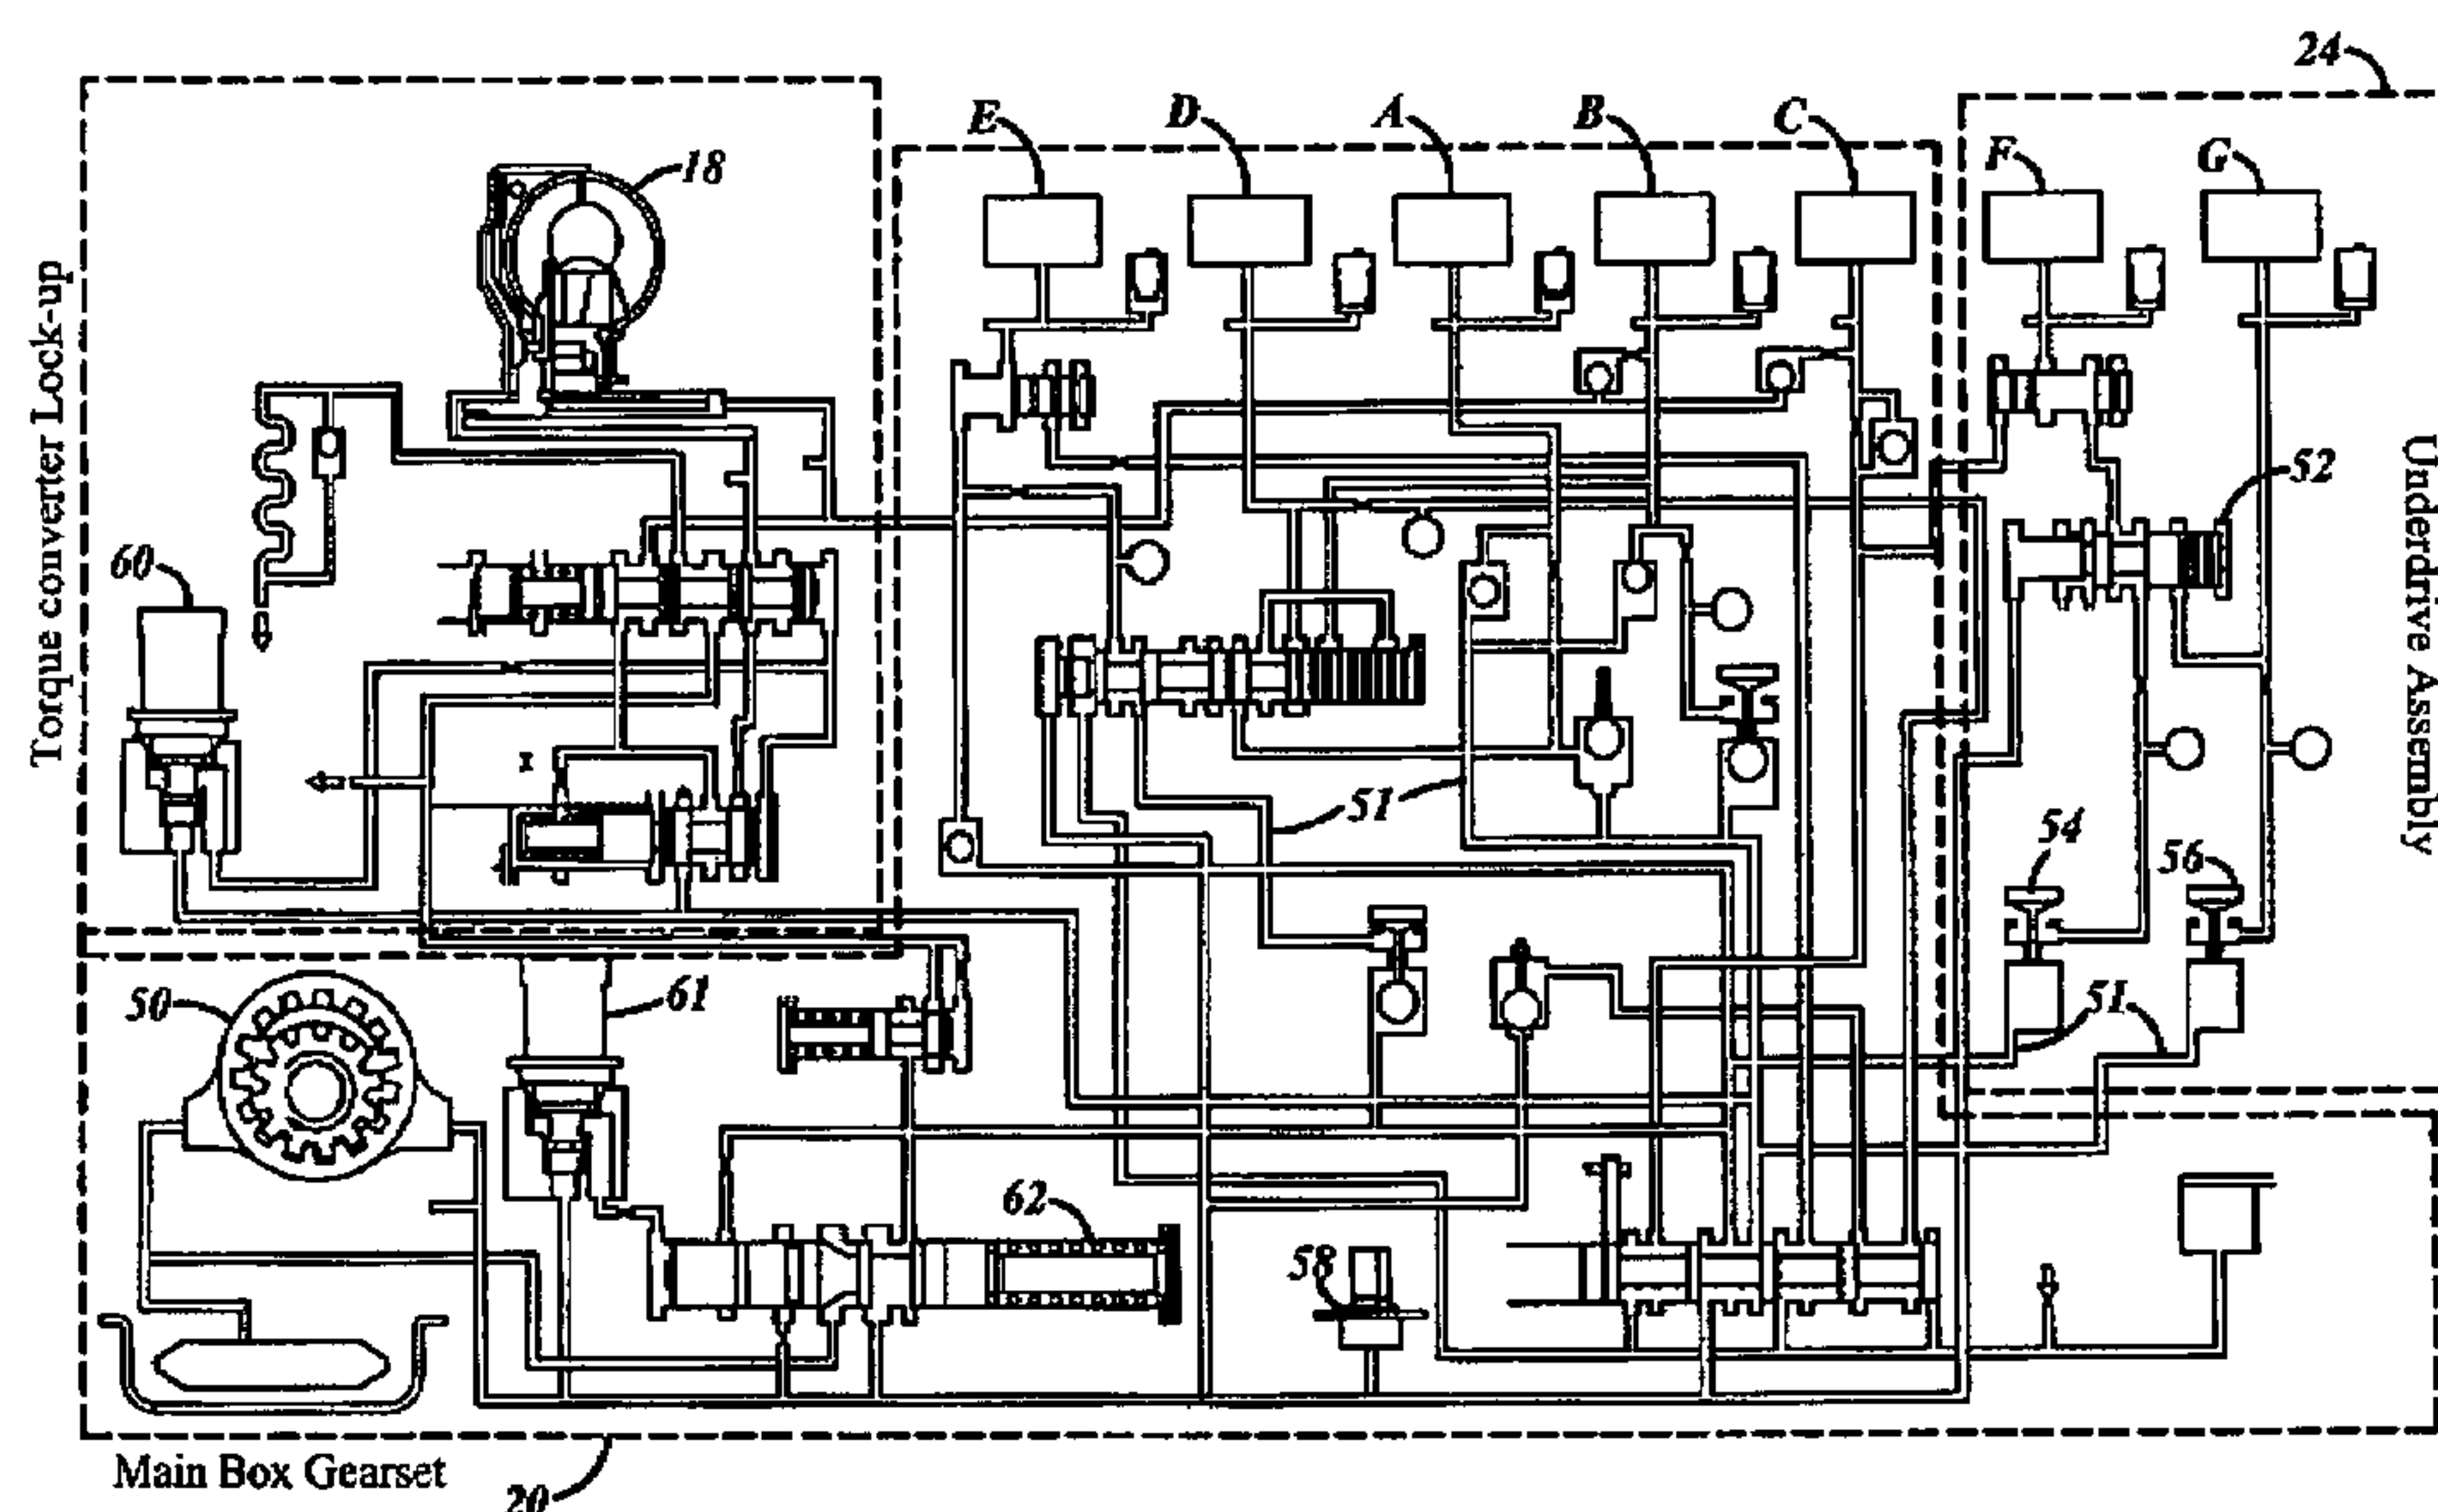 24
E
D
A
B
C
F
G
18
Torque converter Lock-up
52
Underdrive Assembly
60
I
51
54
56
50
61
51
62
58
Main Box Gearset
20